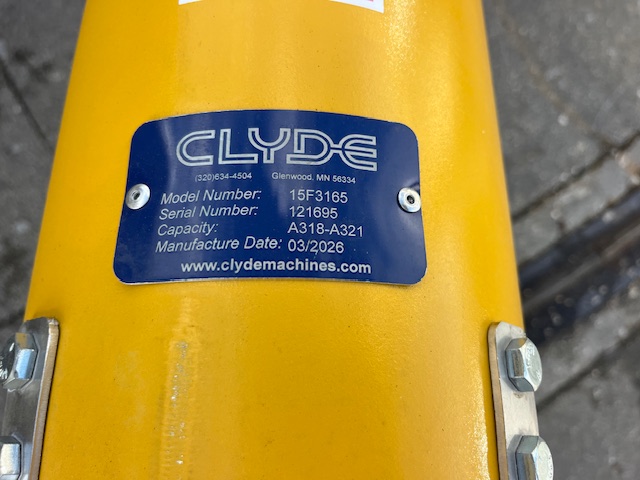 CLYDE
(320)634-4504 Glenwood, MN 56334
Model Number: 15F3165
Serial Number: 121695
Capacity: A318-A321
Manufacture Date: 03/2026
www.clydemachines.com